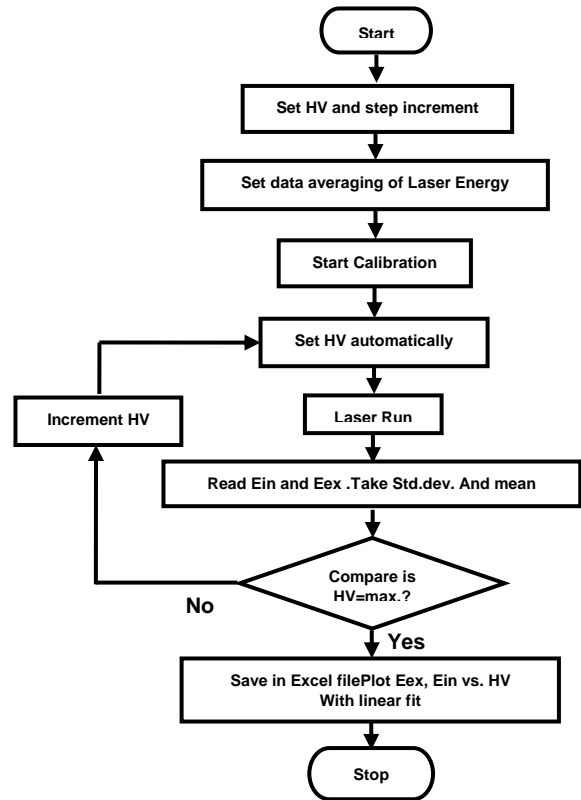 Start
Set HV and step increment
Set data averaging of Laser Energy
Start Calibration
Set HV automatically
Increment HV
Laser Run
Read Ein and Eex .Take Std.dev. And mean
Compare is
HV=max.?
No
Yes
Save in Excel filePlot Eex, Ein vs. HV
With linear fit
Stop